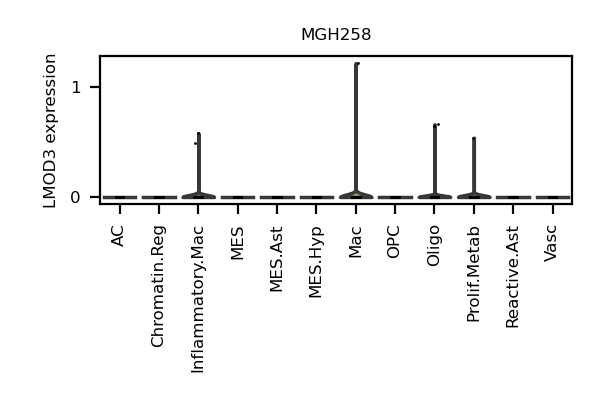 MGH258
LMOD3 expression
1
0
AC
Chromatin.Reg
Inflammatory.Mac
MES
MES.Ast
MES.Hyp
Mac
OPC
Oligo
Prolif.Metab
Reactive.Ast
Vasc